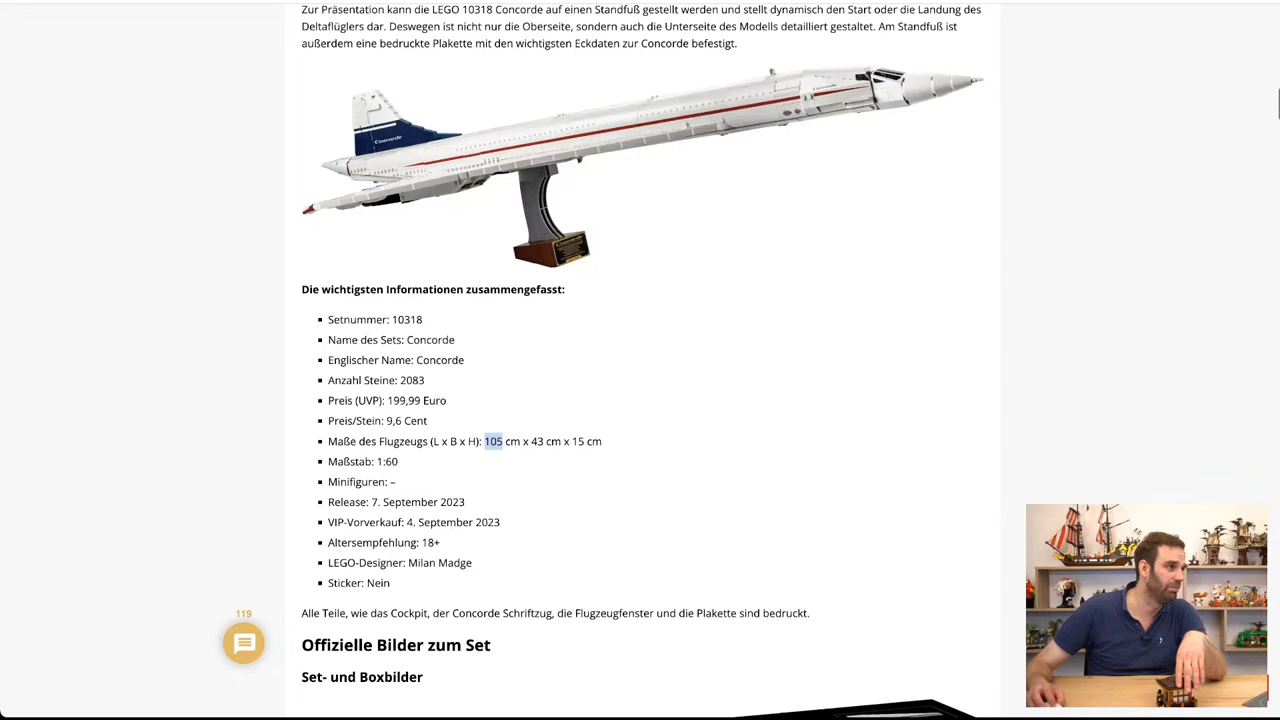 Zur Präsentation kann die LEGO 10318 Concorde auf einen Standfuß gestellt werden und stellt dynamisch den Start oder die Landung des
Deltaflüglers dar. Deswegen ist nicht nur die Oberseite, sondern auch die Unterseite des Modells detailliert gestaltet. Am Standfuß ist
außerdem eine bedruckte Plakette mit den wichtigsten Eckdaten zur Concorde befestigt.
Concorde
Concorde
Concorde
Die wichtigsten Informationen zusammengefasst:
Setnummer: 10318
Name des Sets: Concorde
Englischer Name: Concorde
Anzahl Steine: 2083
Preis (UVP): 199,99 Euro
Preis/Stein: 9,6 Cent
Maße des Flugzeugs (L x B x H): 105 cm x 43 cm x 15 cm
Maßstab: 1:60
Minifiguren: –
Release: 7. September 2023
VIP-Vorverkauf: 4. September 2023
Altersempfehlung: 18+
LEGO-Designer: Milan Madge
Sticker: Nein
119
Alle Teile, wie das Cockpit, der Concorde Schriftzug, die Flugzeugfenster und die Plakette sind bedruckt.
Offizielle Bilder zum Set
Set- und Boxbilder